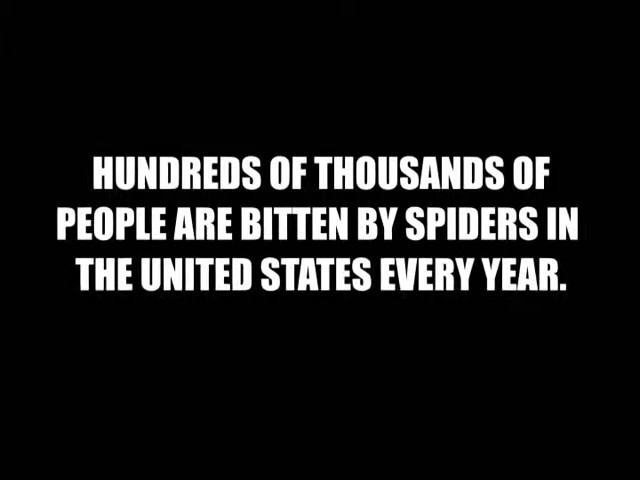 HUNDREDS OF THOUSANDS OF
PEOPLE ARE BITTEN BY SPIDERS IN
THE UNITED STATES EVERY YEAR.